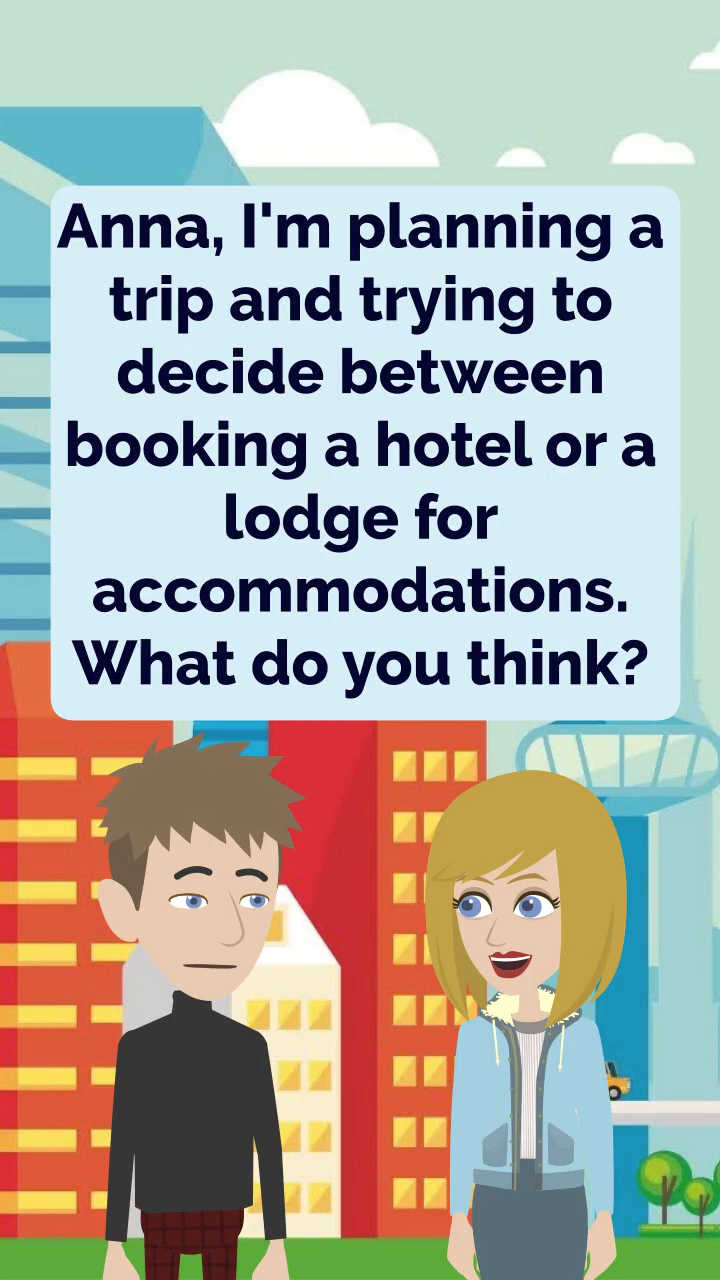 Anna, I'm planning a
trip and trying to
decide between
booking a hotel or a
lodge for
accommodations.
What do you think?